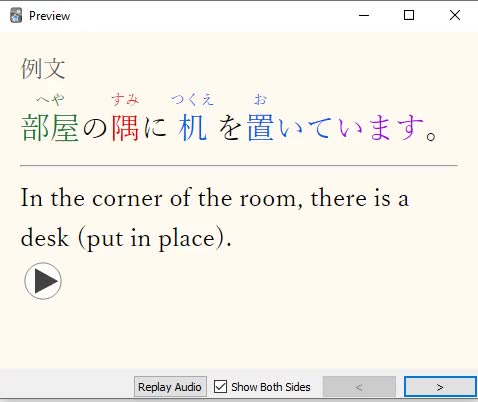 Preview
例文
へや すみ つくえ お
部屋の隅に机を置いています。
In the corner of the room, there is a
desk (put in place).
Replay Audio Show Both Sides < >